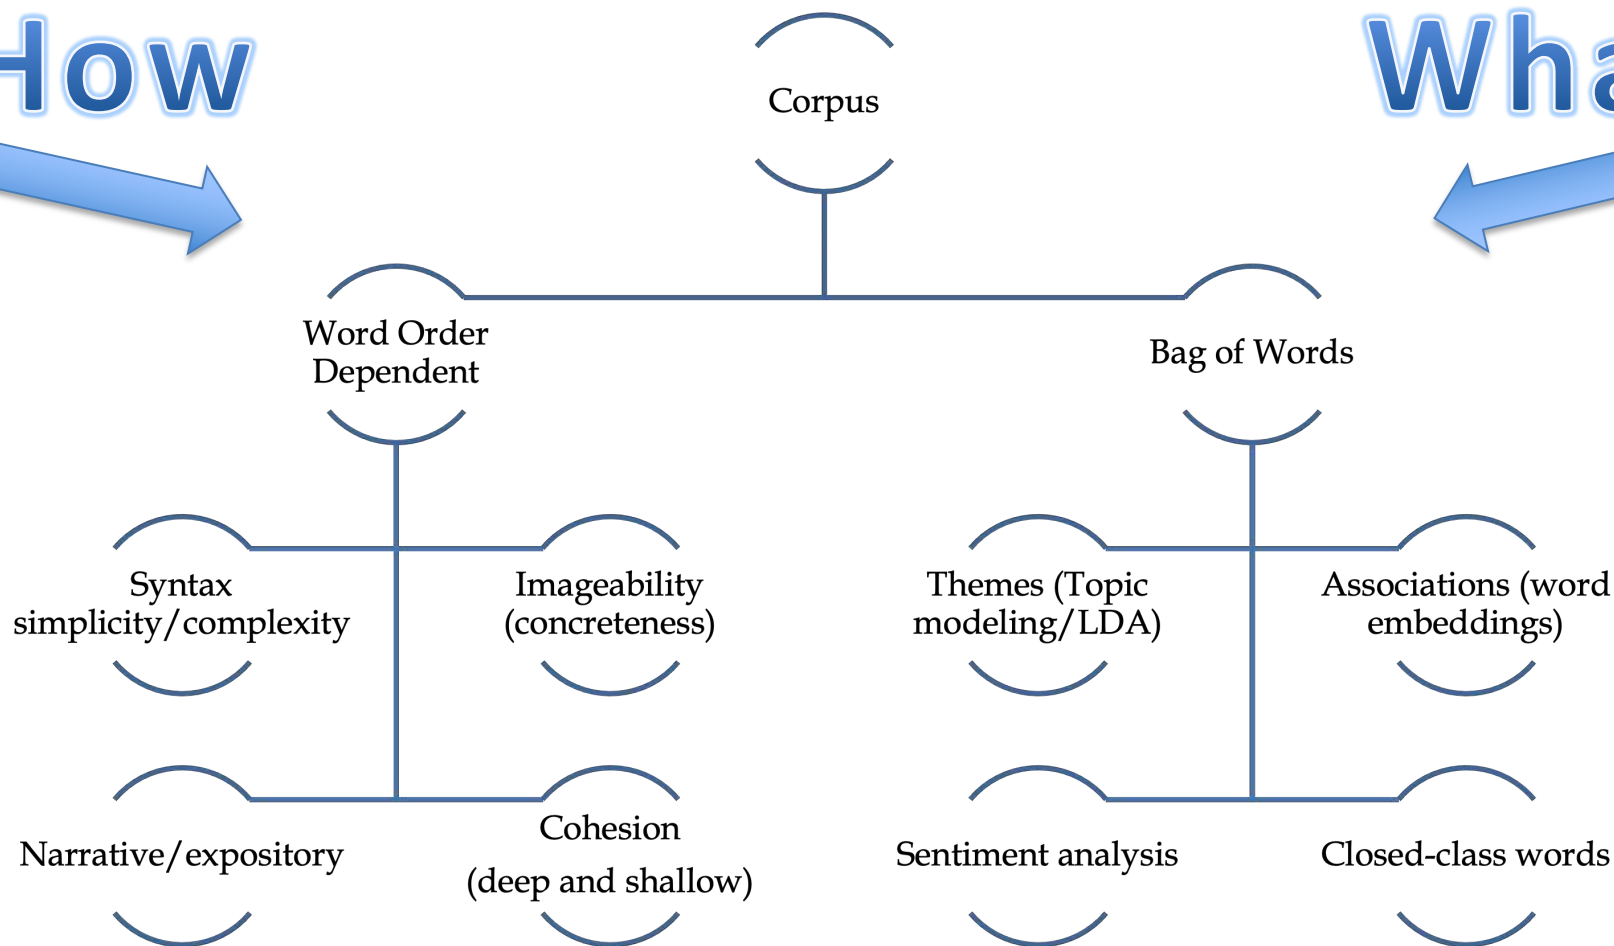 How
Wha
Corpus
Word Order
Dependent
Bag of Words
Syntax
simplicity/complexity
Imageability
(concreteness)
Themes (Topic
modeling/LDA)
Associations (word
embeddings)
Narrative/expository
Cohesion
(deep and shallow)
Sentiment analysis
Closed-class words